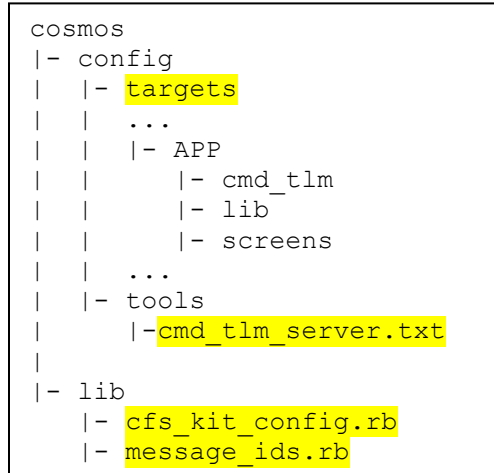 cosmos
|- config
|  |- targets
|  |  ...
|  |  |- APP
|  |     |- cmd_tlm
|  |     |- lib
|  |     |- screens
|  |  ...
|  |- tools
|     |-cmd_tlm_server.txt
|
|- lib
   |- cfs_kit_config.rb
   |- message_ids.rb